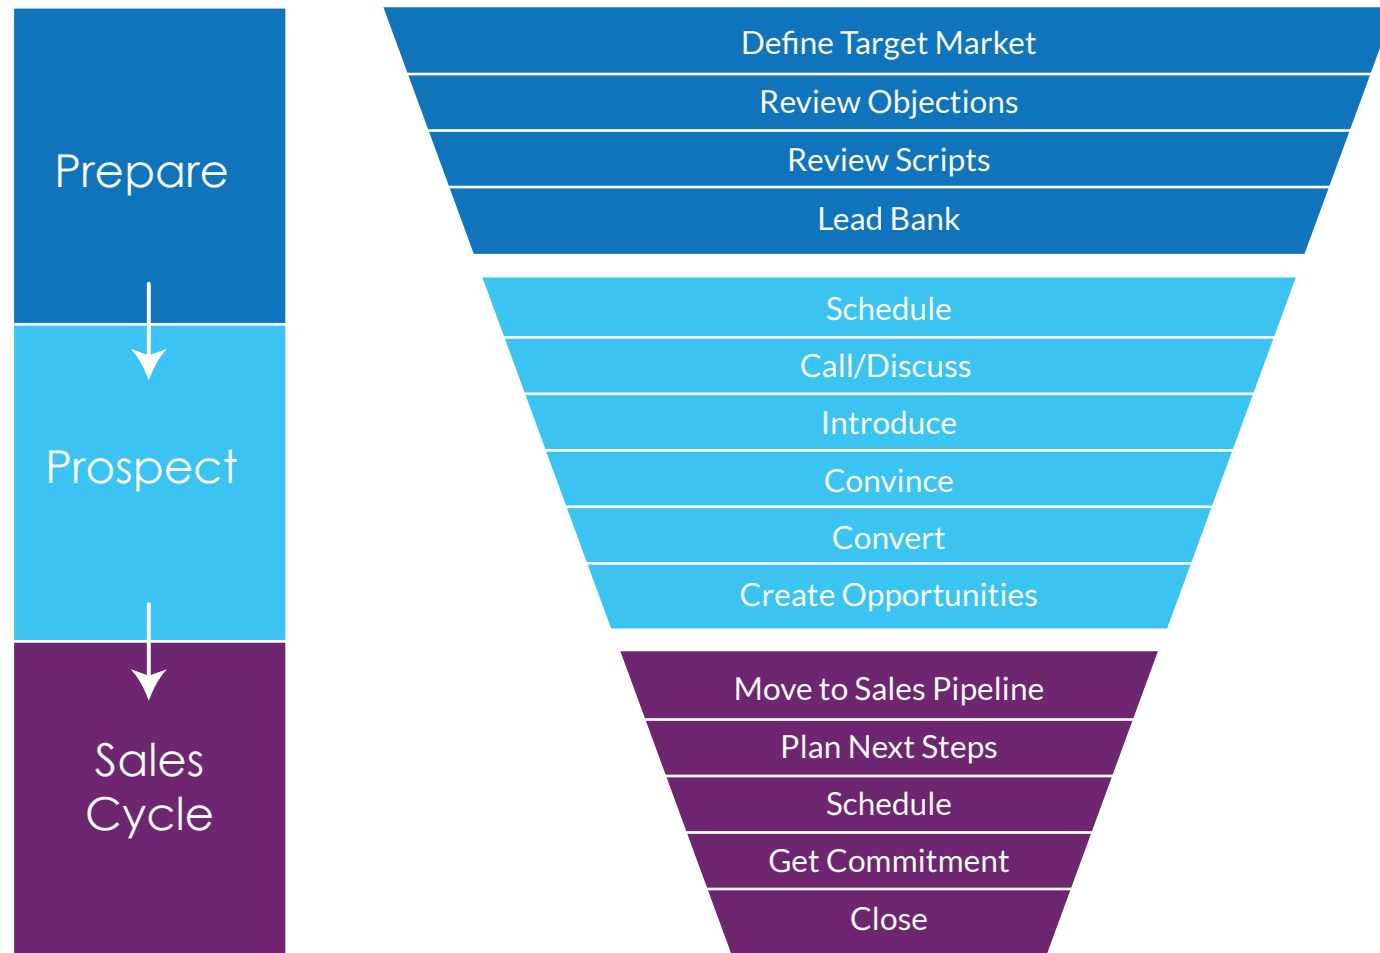 Prepare
Define Target Market
Review Objections
Review Scripts
Lead Bank
Prospect
Schedule
Call/Discuss
Introduce
Convince
Convert
Create Opportunities
Sales
Cycle
Move to Sales Pipeline
Plan Next Steps
Schedule
Get Commitment
Close